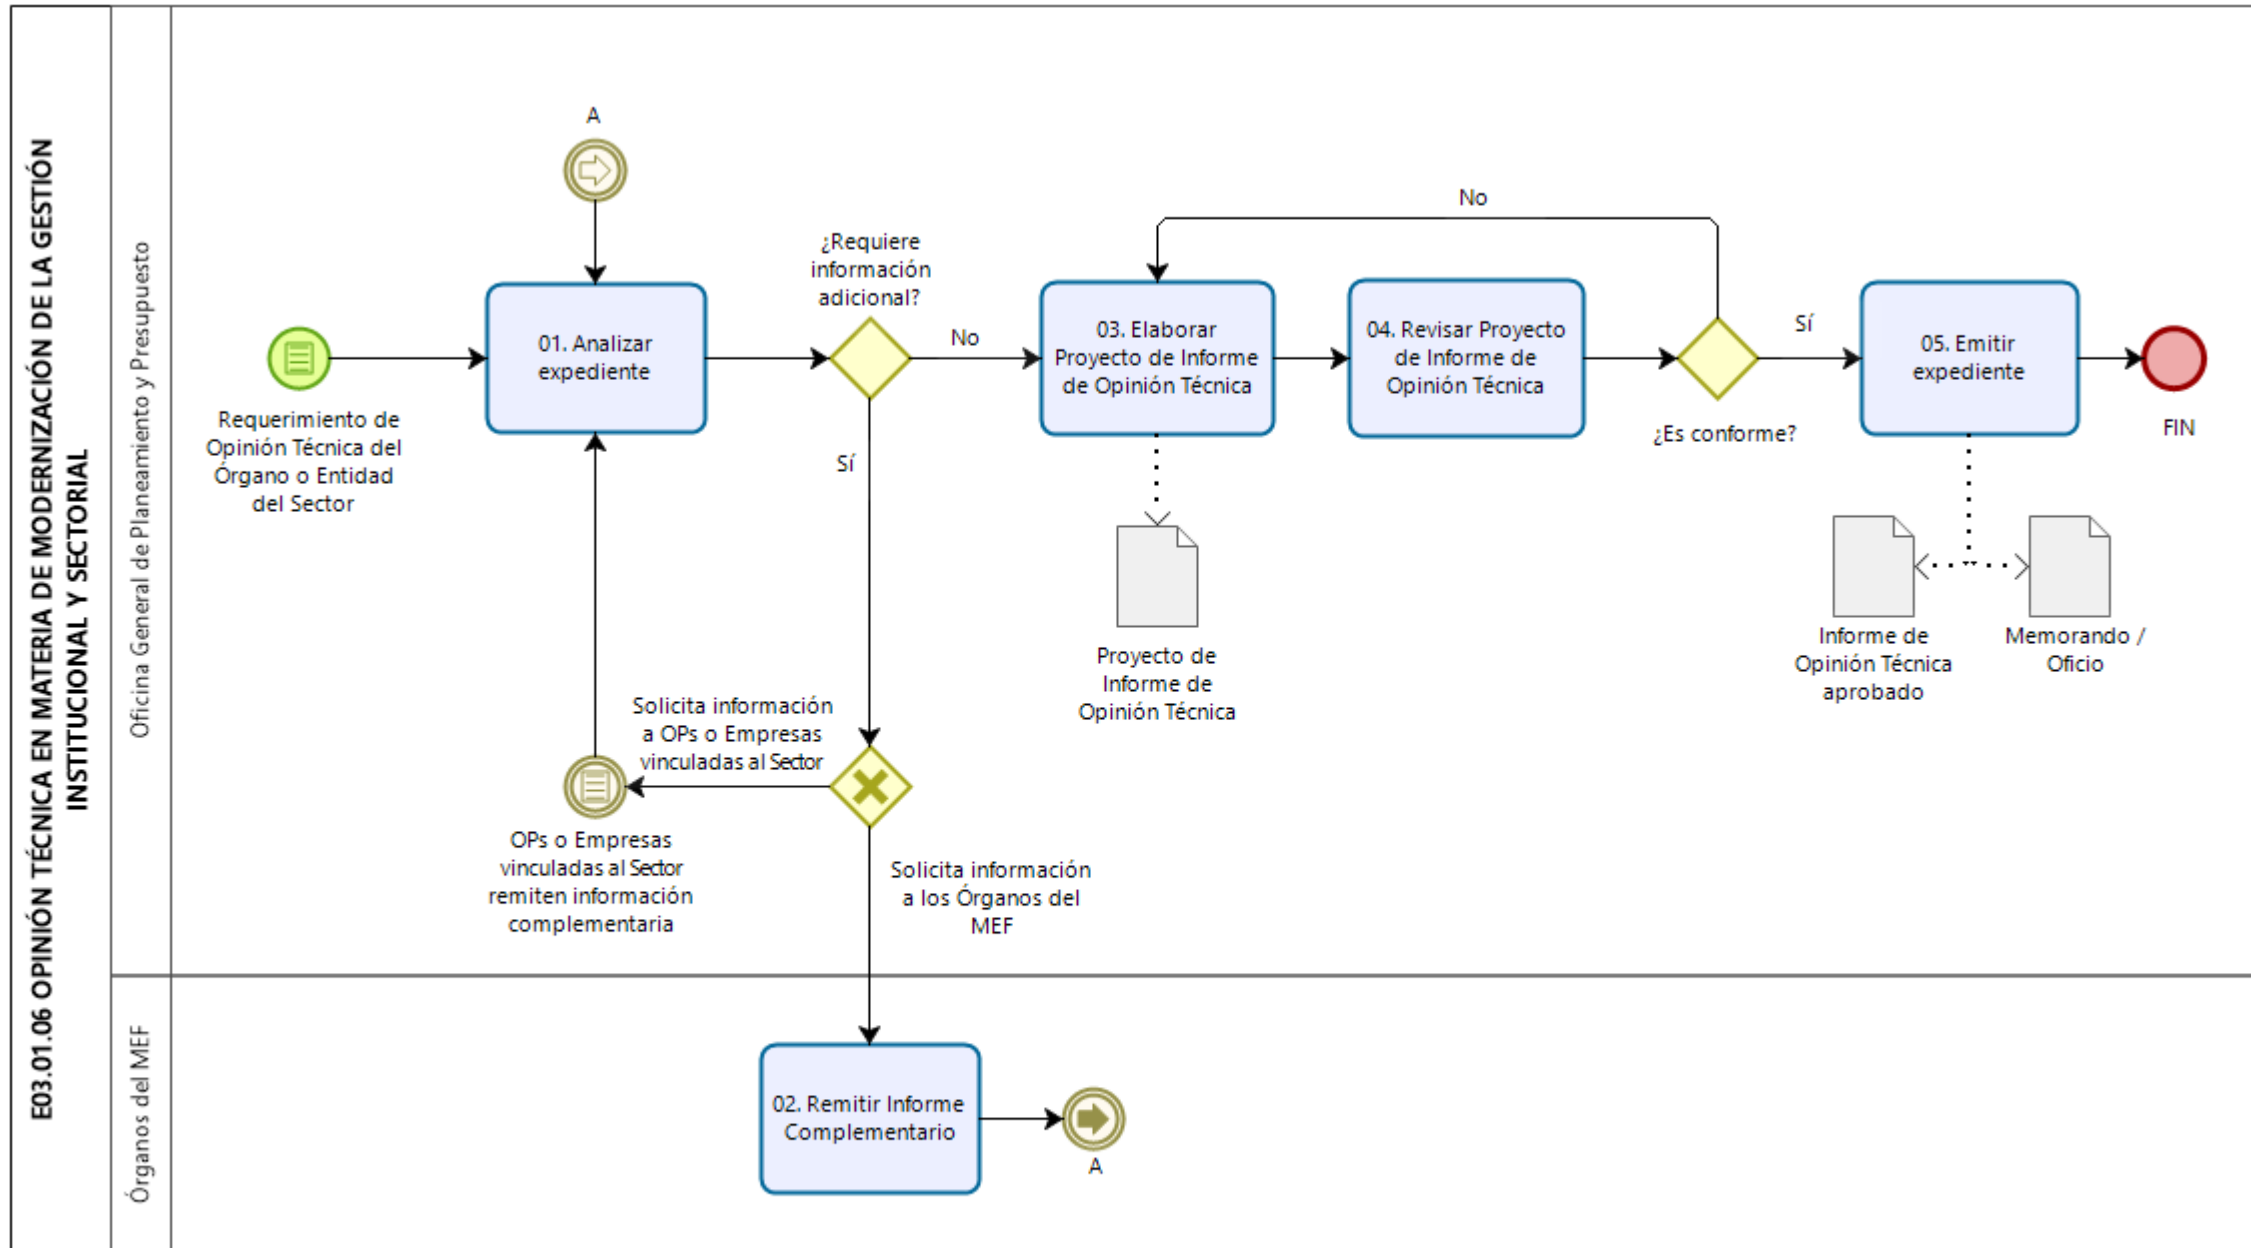 E03.01.06 OPINIÓN TÉCNICA EN MATERIA DE MODERNIZACIÓN DE LA GESTIÓN
INSTITUCIONAL Y SECTORIAL
Oficina General de Planeamiento y Presupuesto
A
Requerimiento de
Opinión Técnica del
Órgano o Entidad
del Sector
01. Analizar
expediente
¿Requiere
información
adicional?
No
Sí
03. Elaborar
Proyecto de Informe
de Opinión Técnica
04. Revisar Proyecto
de Informe de
Opinión Técnica
No
¿Es conforme?
Sí
05. Emitir
expediente
FIN
Proyecto de
Informe de
Opinión Técnica
Informe de
Opinión Técnica
aprobado
Memorando /
Oficio
Solicita información
a OPs o Empresas
vinculadas al Sector
OPs o Empresas
vinculadas al Sector
remiten información
complementaria
Solicita información
a los Órganos del
MEF
Órganos del MEF
02. Remitir Informe
Complementario
A